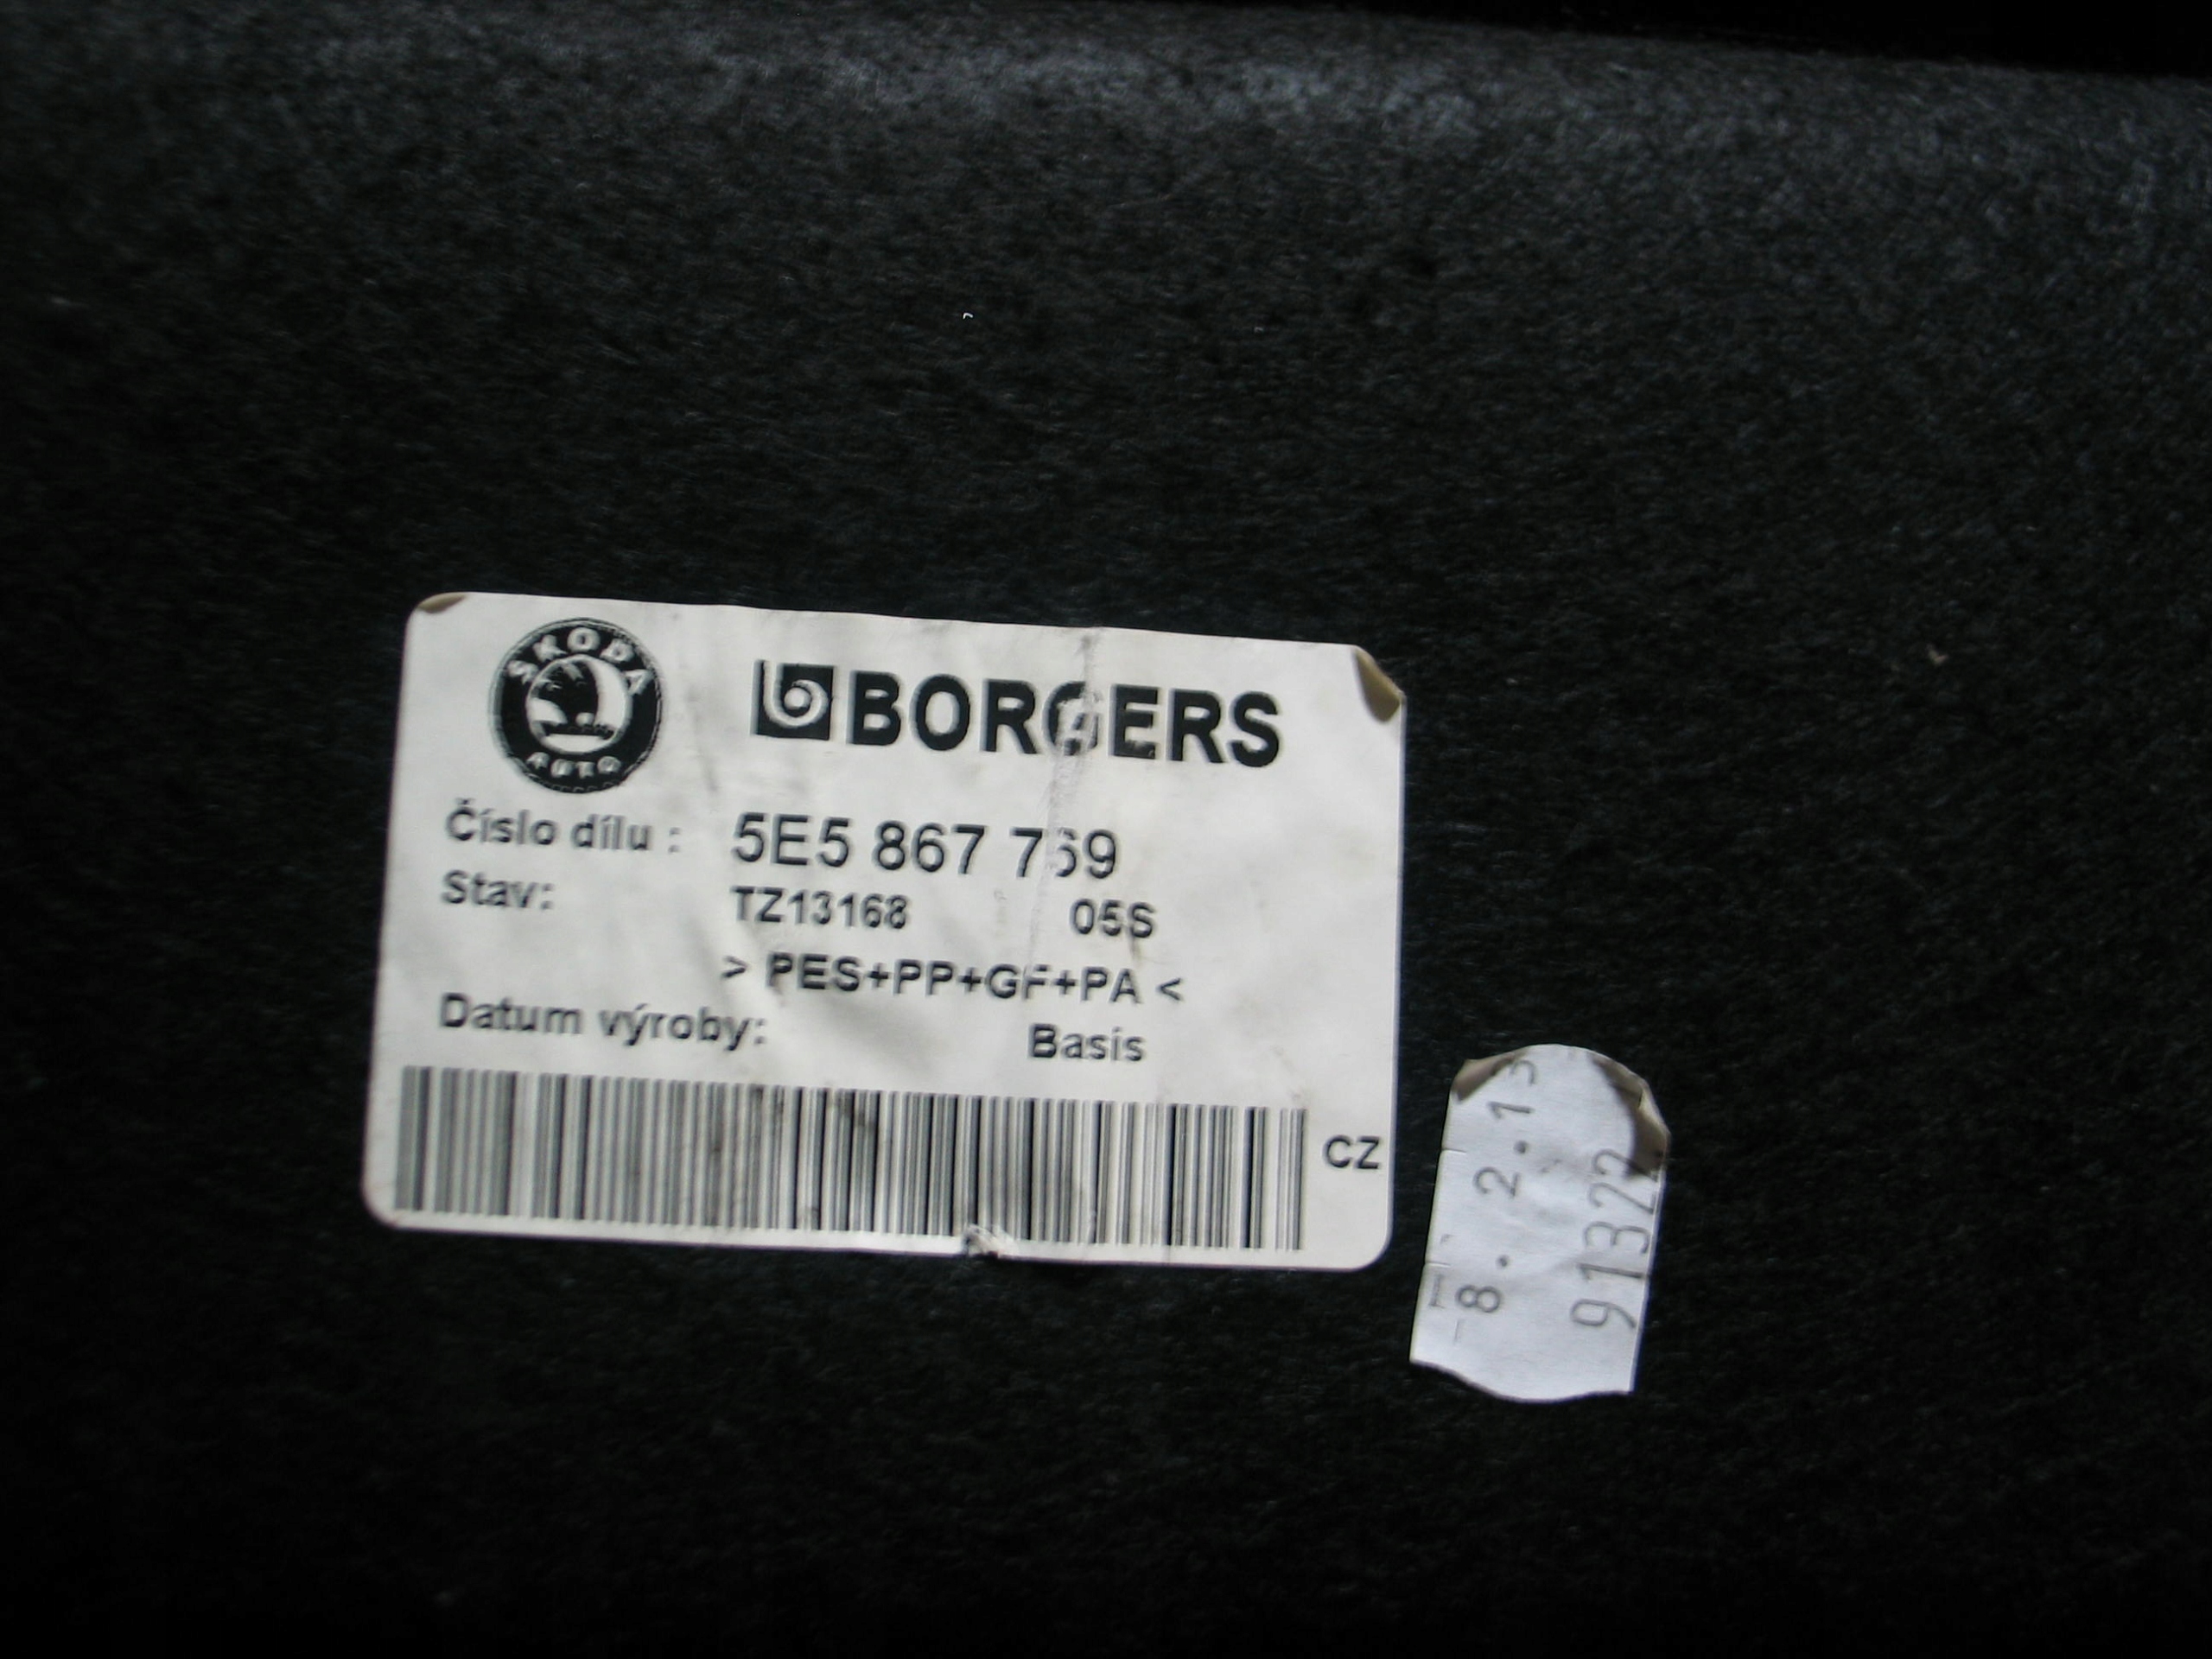 ŠKODA
AUTO
BORGERS
Číslo dílu : 5E5 867 769
Stav: TZ13168 05S
> PES+PP+GF+PA <
Datum výroby: Basis
CZ
8.2.13
91322